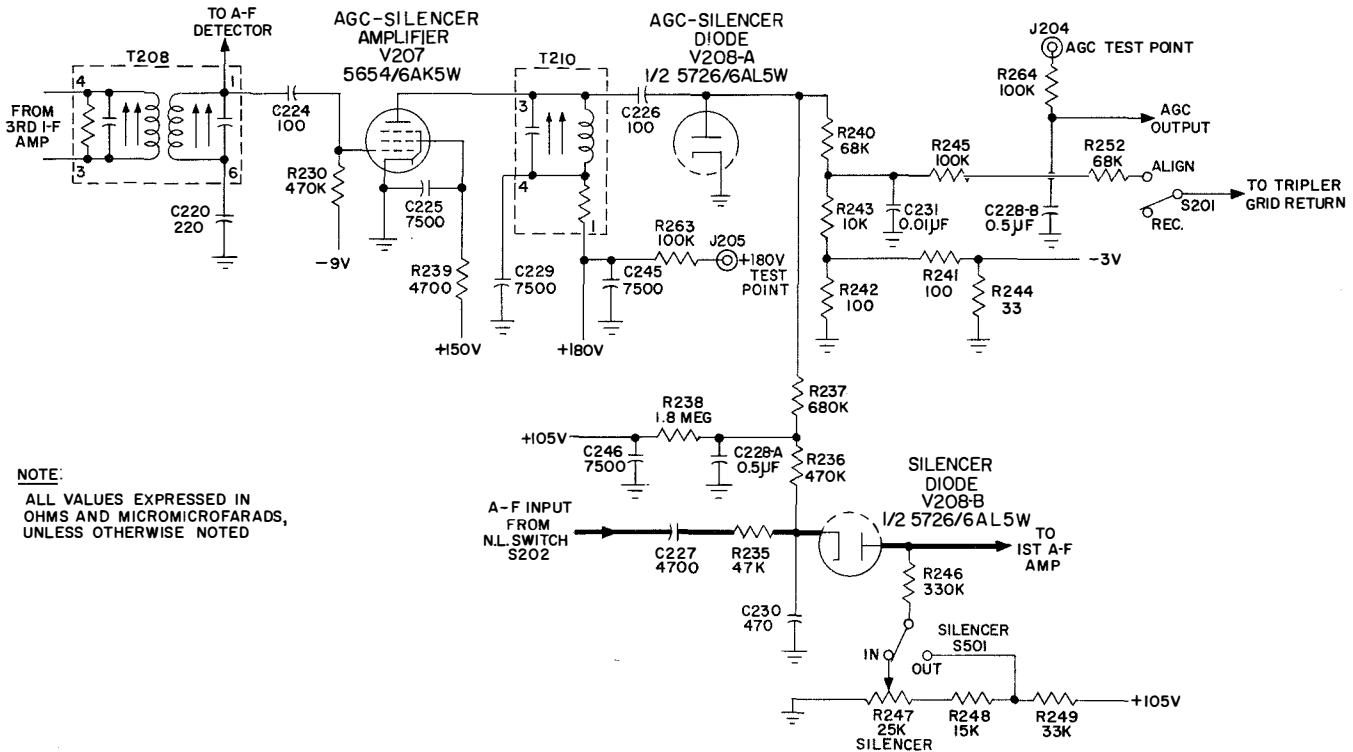 TO A-F
DETECTOR
T208
4
1
FROM
3RD I-F
AMP
3
6
C220
220
C224
100
R230
470K
-9V
AGC-SILENCER
AMPLIFIER
V207
5654/6AK5W
C225
7500
R239
4700
+150V
T210
3
4
1
C229
7500
+180V
C245
7500
R263
100K
J205
+180V
TEST
POINT
C226
100
AGC-SILENCER
DIODE
V208-A
1/2 5726/6AL5W
R240
68K
R243
10K
R242
100
C231
0.01µF
R245
100K
J204
AGC TEST POINT
R264
100K
AGC
OUTPUT
R252
68K
ALIGN
C228-B
0.5µF
REC.
S201
TO TRIPLER
GRID RETURN
R241
100
R244
33
-3V
R237
680K
R238
1.8 MEG
+105V
C246
7500
C228-A
0.5µF
R236
470K
NOTE:
ALL VALUES EXPRESSED IN
OHMS AND MICROMICROFARADS,
UNLESS OTHERWISE NOTED
A-F INPUT
FROM
N.L. SWITCH
S202
C227
4700
R235
47K
SILENCER
DIODE
V208-B
1/2 5726/6AL5W
TO
1ST A-F
AMP
C230
470
R246
330K
SILENCER
S501
IN
OUT
R247
25K
SILENCER
R248
15K
R249
33K
+105V